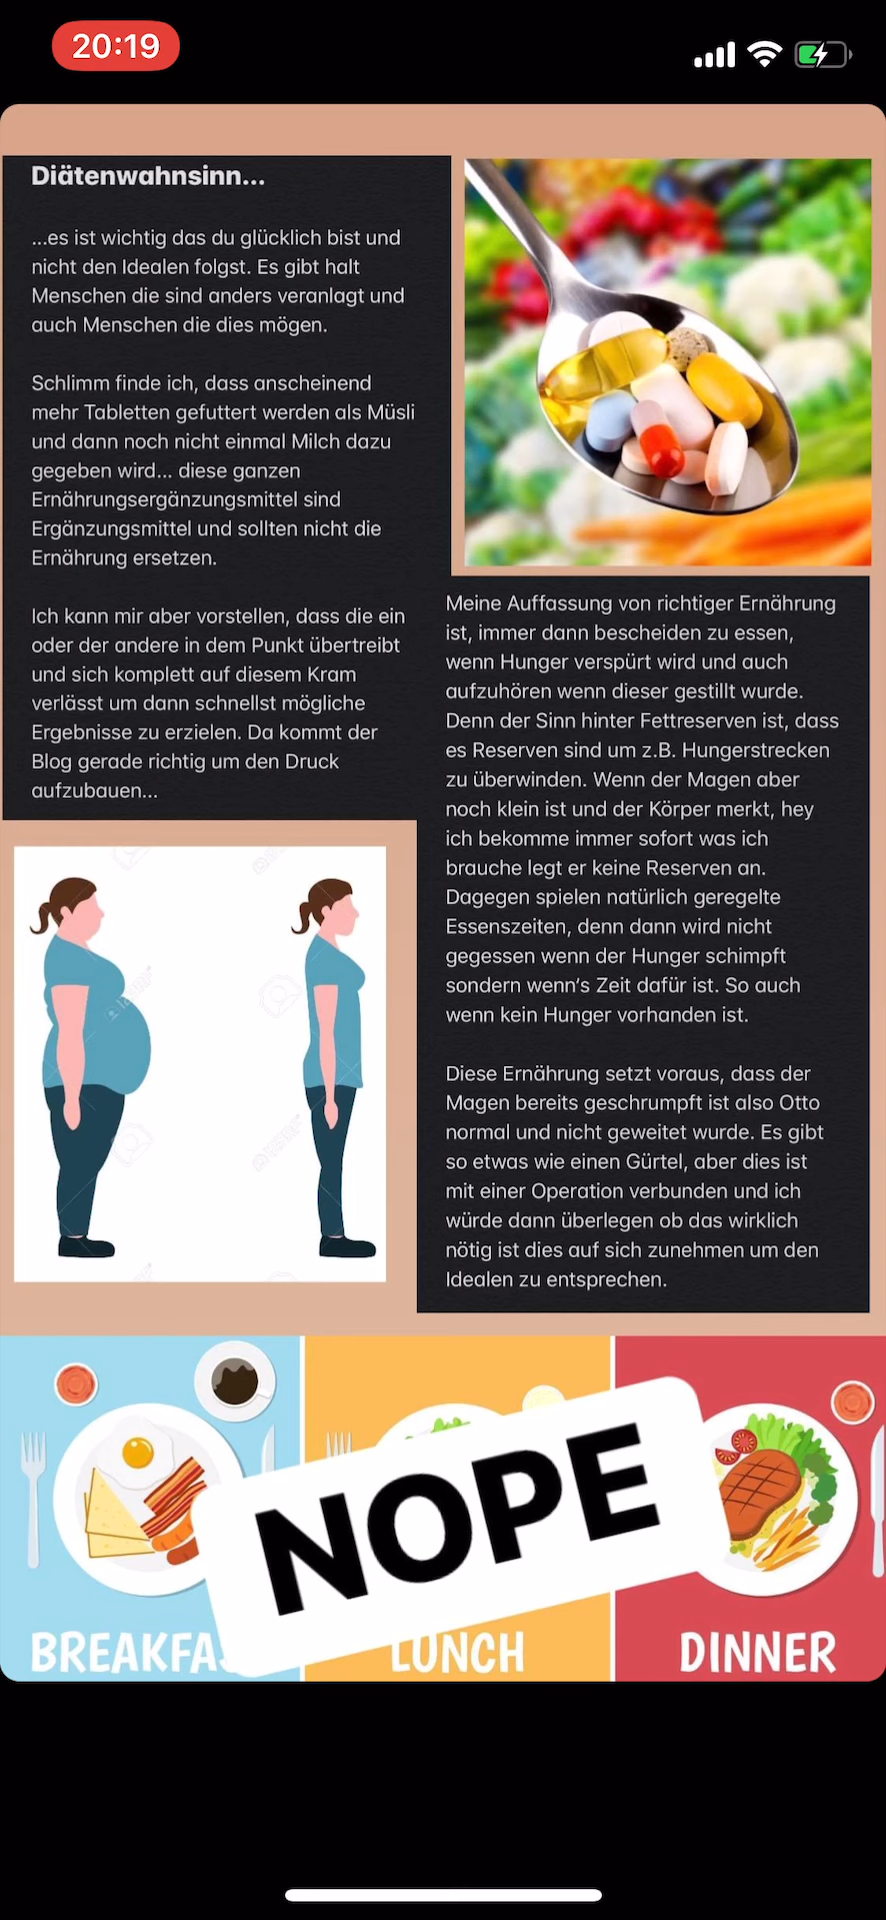 20:19
Diätenwahnsinn...
...es ist wichtig das du glücklich bist und
nicht den Idealen folgst. Es gibt halt
Menschen die sind anders veranlagt und
auch Menschen die dies mögen.
Schlimm finde ich, dass anscheinend
mehr Tabletten gefuttert werden als Müsli
und dann noch nicht einmal Milch dazu
gegeben wird... diese ganzen
Ernährungsergänzungsmittel sind
Ergänzungsmittel und sollten nicht die
Ernährung ersetzen.
Ich kann mir aber vorstellen, dass die ein
oder der andere in dem Punkt übertreibt
und sich komplett auf diesem Kram
verlässt um dann schnellst mögliche
Ergebnisse zu erzielen. Da kommt der
Blog gerade richtig um den Druck
aufzubauen...
Meine Auffassung von richtiger Ernährung
ist, immer dann bescheiden zu essen,
wenn Hunger verspürt wird und auch
aufzuhören wenn dieser gestillt wurde.
Denn der Sinn hinter Fettreserven ist, dass
es Reserven sind um z.B. Hungerstrecken
zu überwinden. Wenn der Magen aber
noch klein ist und der Körper merkt, hey
ich bekomme immer sofort was ich
brauche legt er keine Reserven an.
Dagegen spielen natürlich geregelte
Essenszeiten, denn dann wird nicht
gegessen wenn der Hunger schimpft
sondern wenn's Zeit dafür ist. So auch
wenn kein Hunger vorhanden ist.
Diese Ernährung setzt voraus, dass der
Magen bereits geschrumpft ist also Otto
normal und nicht geweitet wurde. Es gibt
so etwas wie einen Gürtel, aber dies ist
mit einer Operation verbunden und ich
würde dann überlegen ob das wirklich
nötig ist dies auf sich zunehmen um den
Idealen zu entsprechen.
NOPE
BREAKFA
LUNCH
DINNER